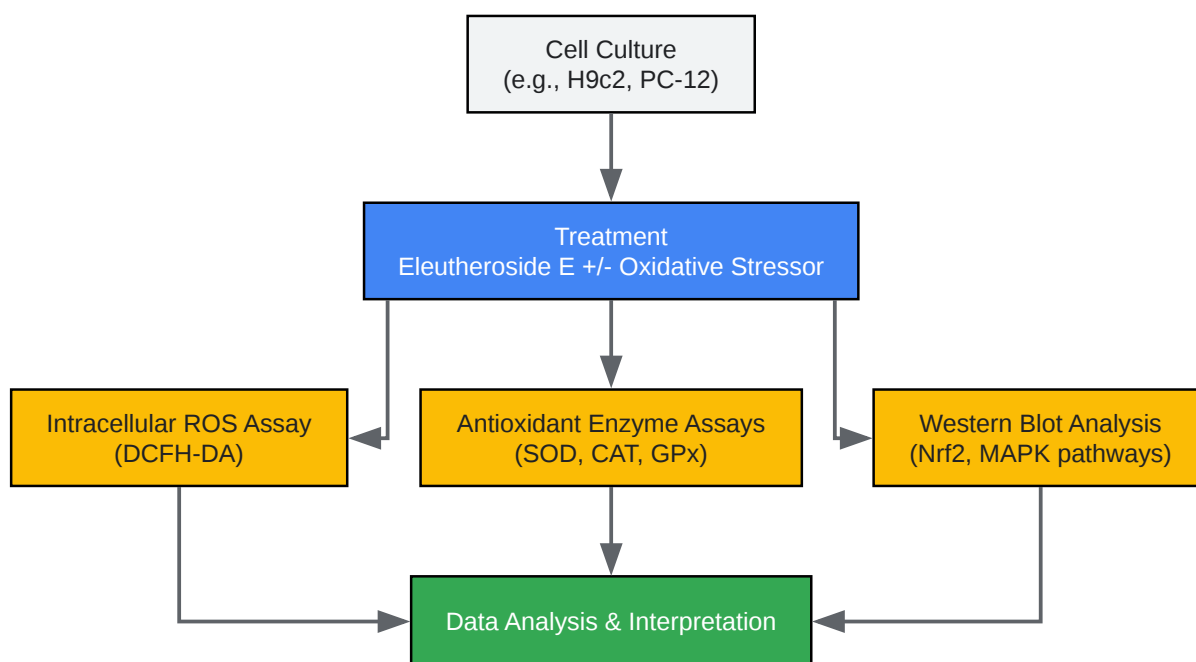 Cell Culture
(e.g., H9c2, PC-12)
Treatment
Eleutheroside E +/- Oxidative Stressor
Intracellular ROS Assay
(DCFH-DA)
Antioxidant Enzyme Assays
(SOD, CAT, GPx)
Western Blot Analysis
(Nrf2, MAPK pathways)
Data Analysis & Interpretation